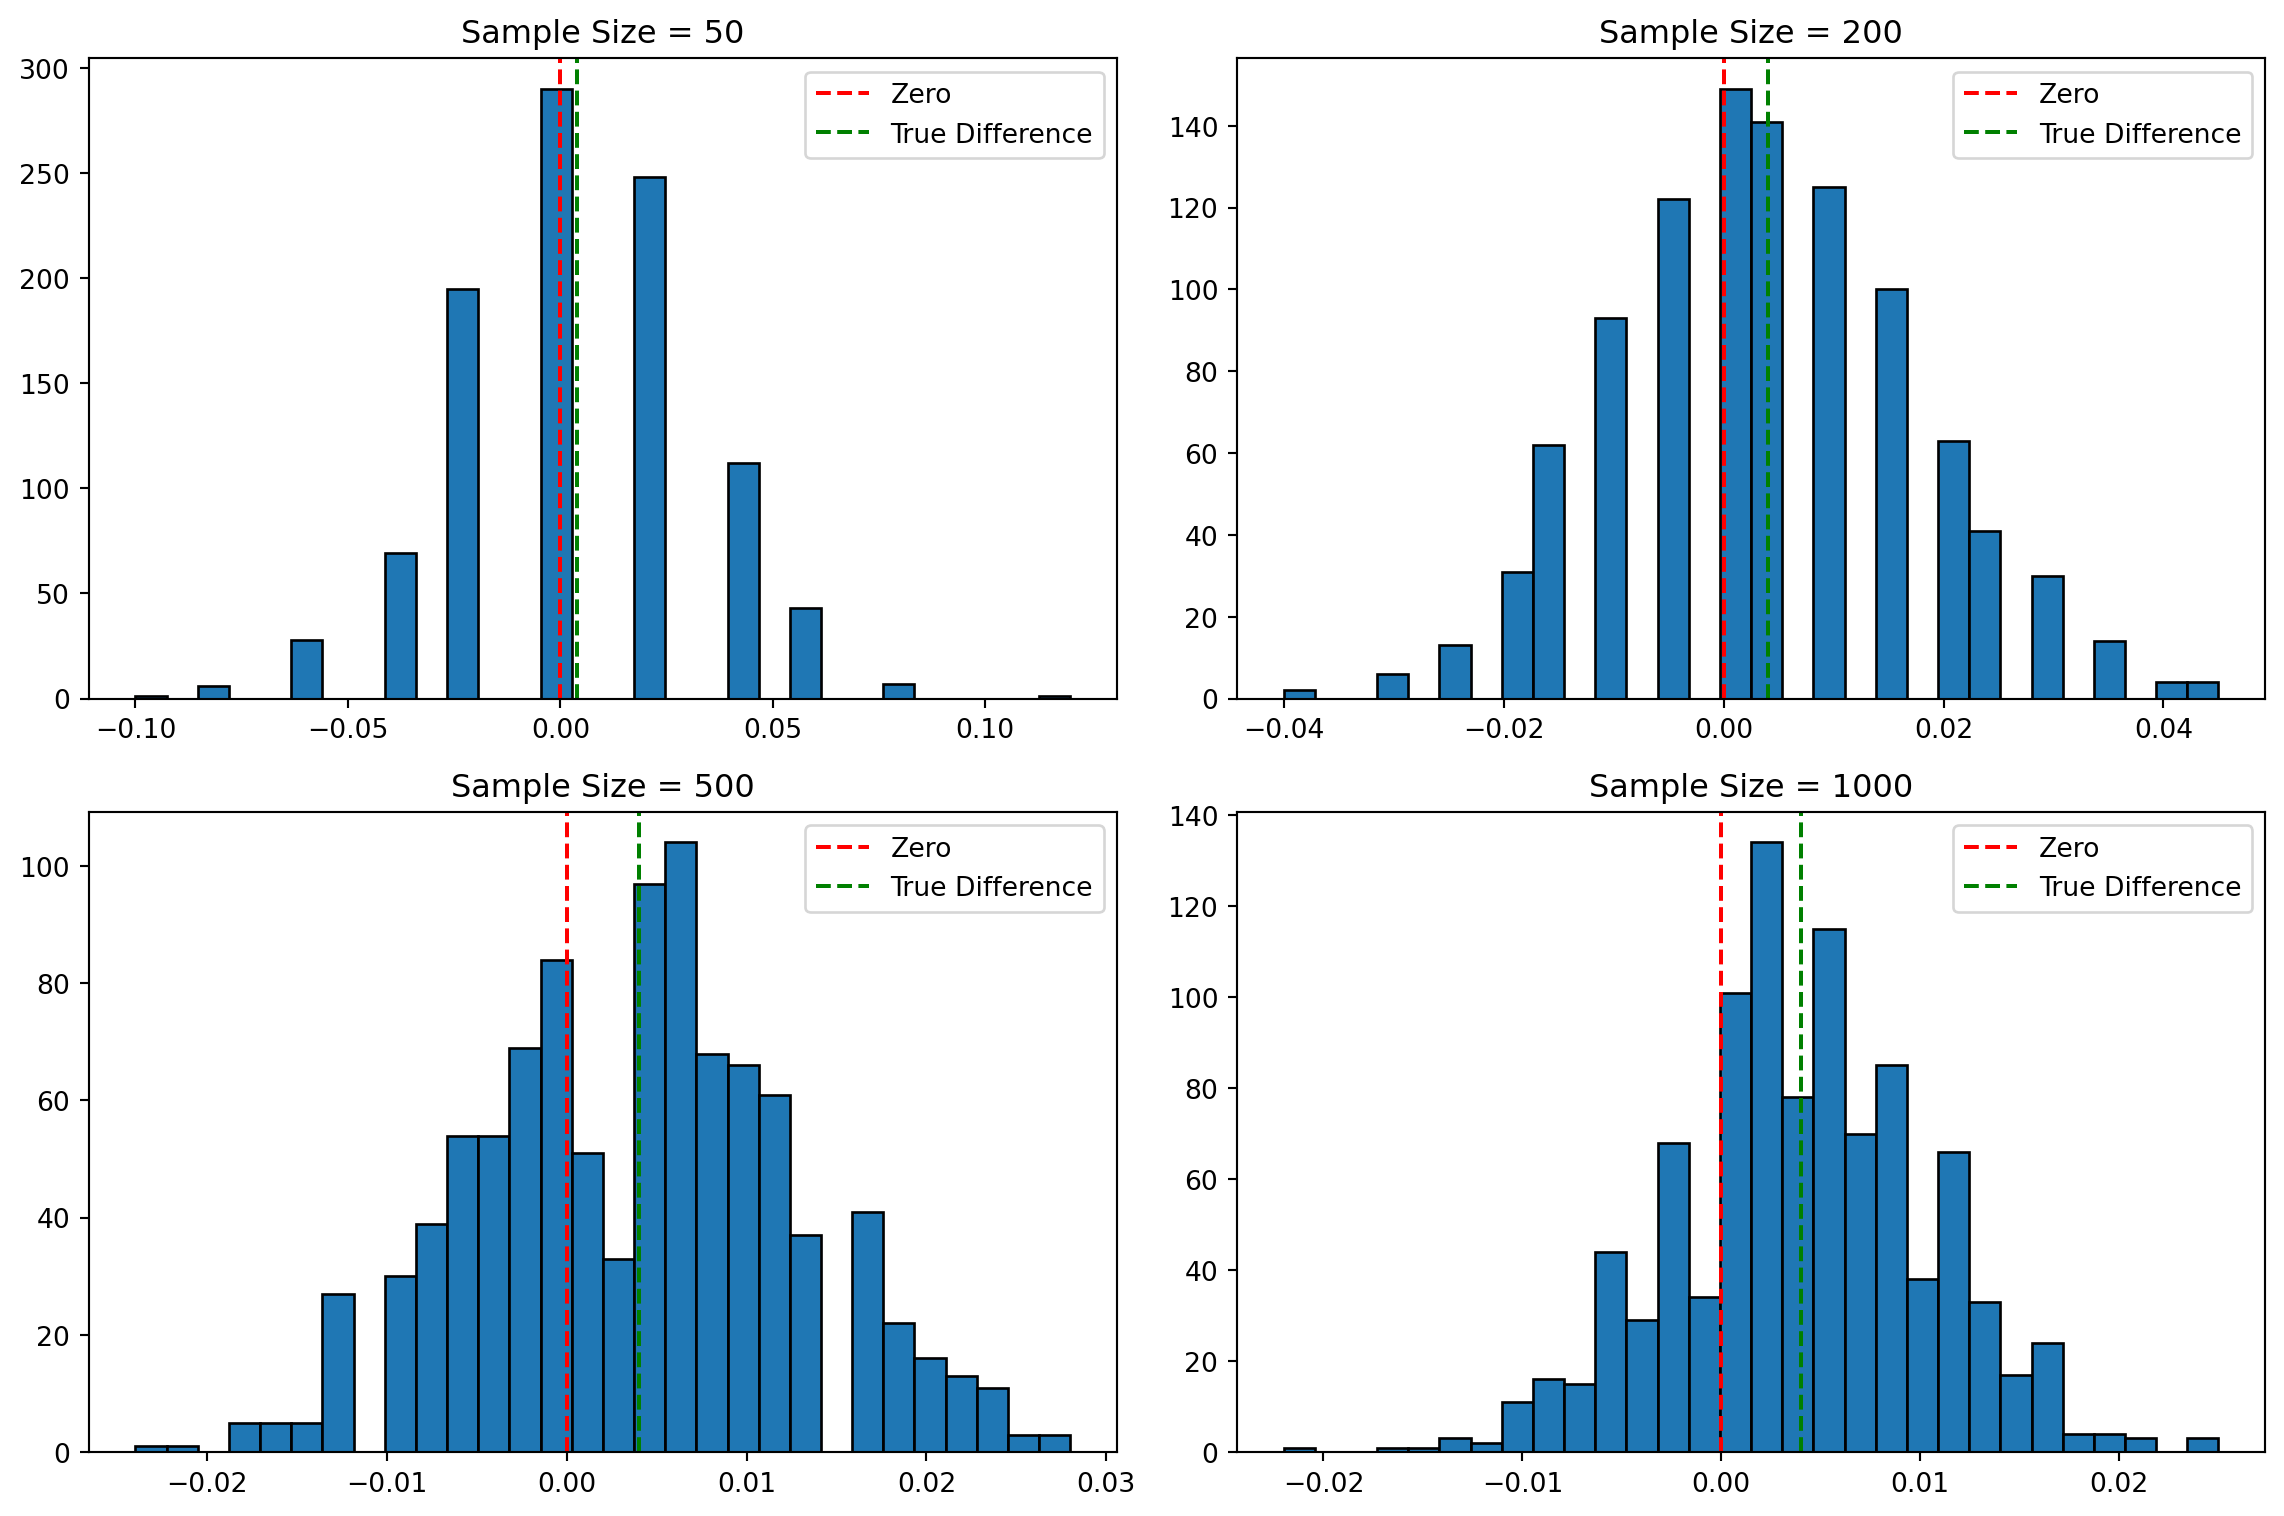 Sample Size = 50
300
250
200
150
100
50
0
−0.10 −0.05 0.00 0.05 0.10
Zero
True Difference
Sample Size = 200
140
120
100
80
60
40
20
0
−0.04 −0.02 0.00 0.02 0.04
Zero
True Difference
Sample Size = 500
100
80
60
40
20
0
−0.02 −0.01 0.00 0.01 0.02 0.03
Zero
True Difference
Sample Size = 1000
140
120
100
80
60
40
20
0
−0.02 −0.01 0.00 0.01 0.02
Zero
True Difference